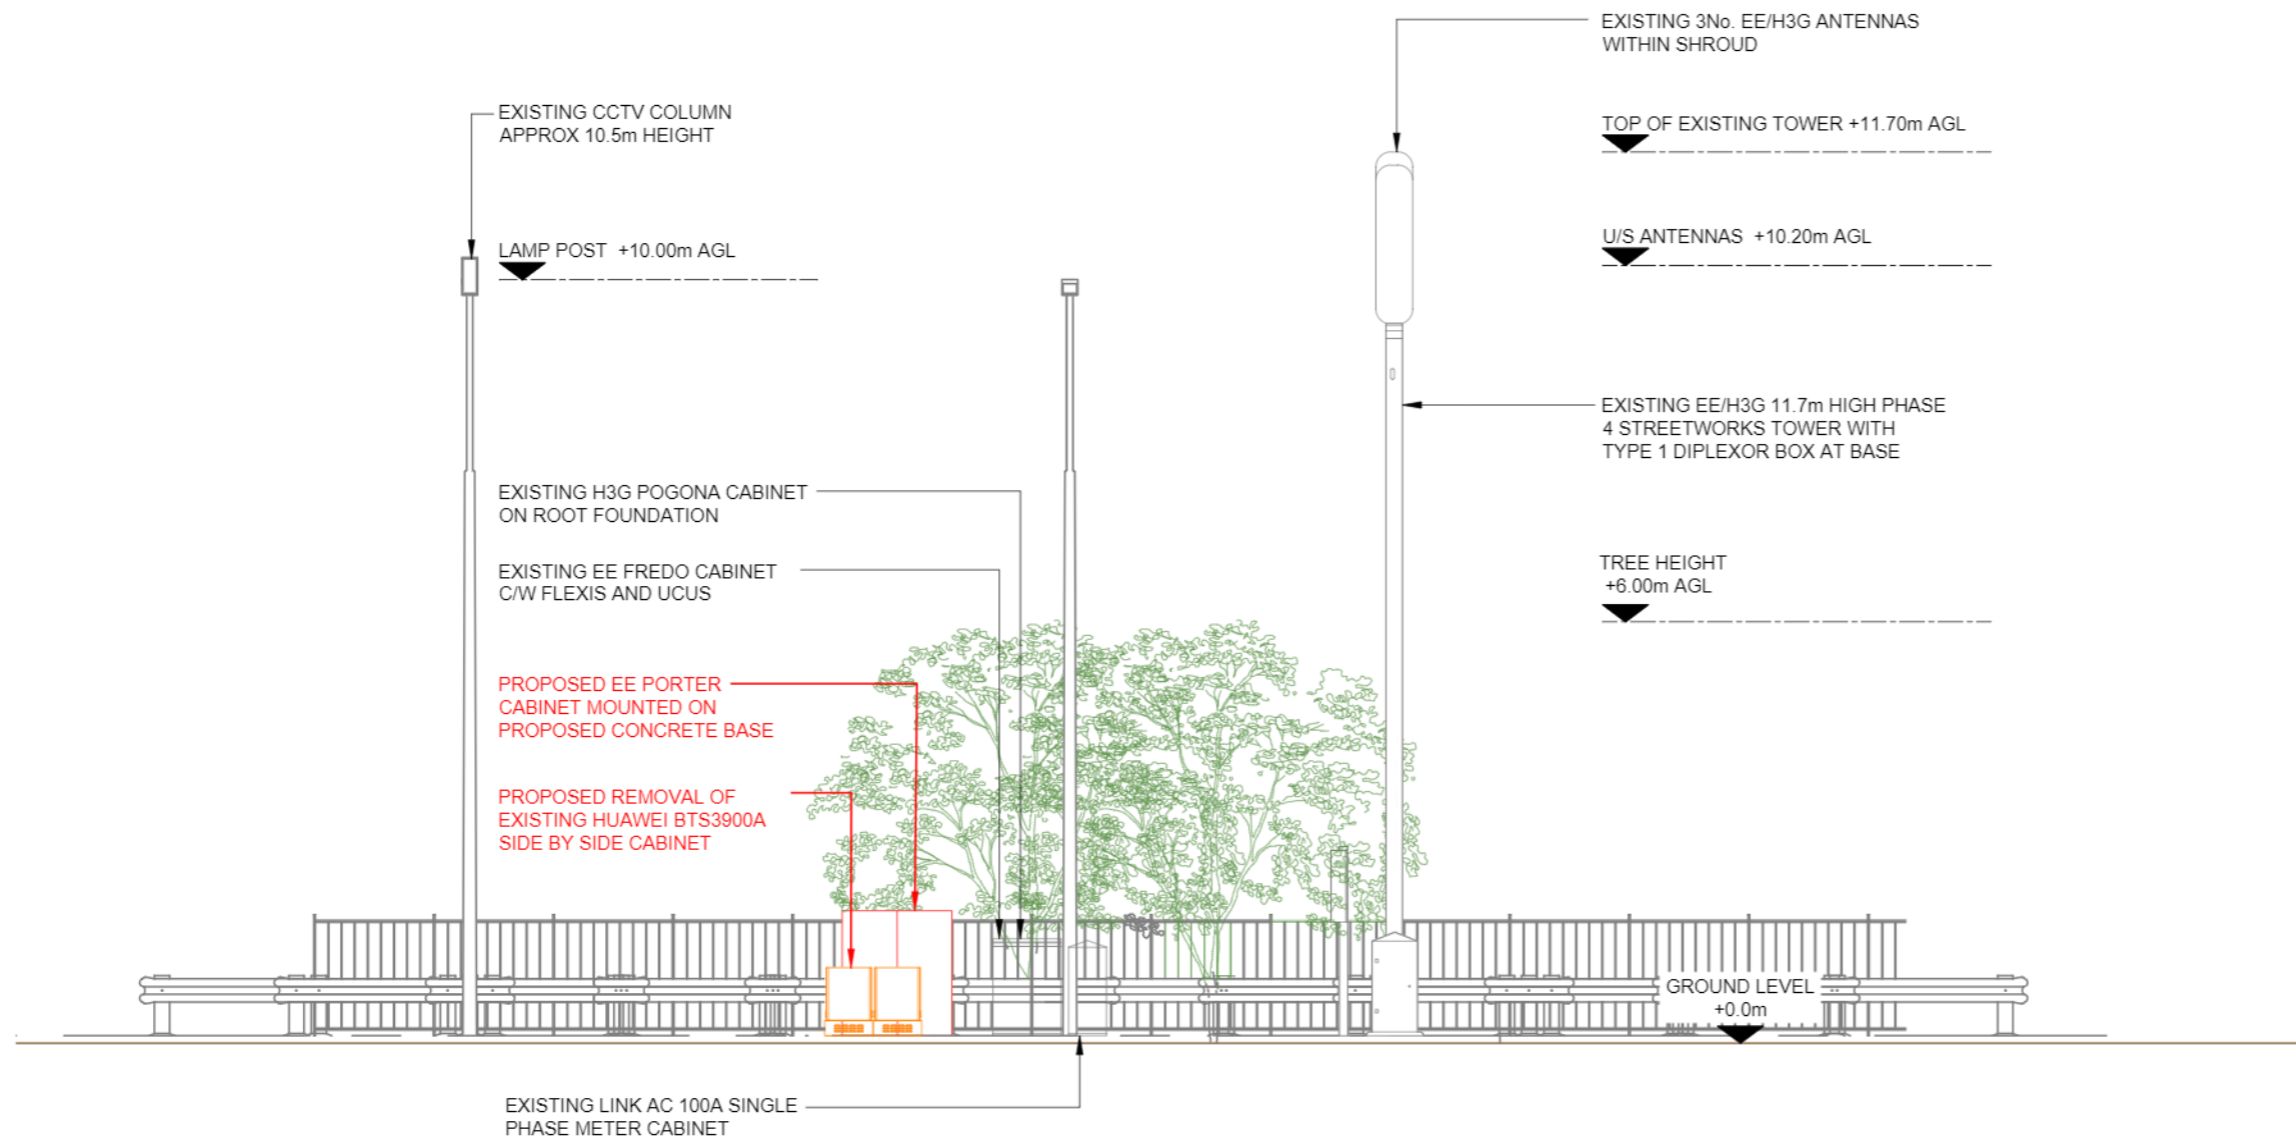 EXISTING 3No. EE/H3G ANTENNAS
WITHIN SHROUD
EXISTING CCTV COLUMN
APPROX 10.5m HEIGHT
TOP OF EXISTING TOWER +11.70m AGL
LAMP POST +10.00m AGL
U/S ANTENNAS +10.20m AGL
EXISTING EE/H3G 11.7m HIGH PHASE
4 STREETWORKS TOWER WITH
TYPE 1 DIPLEXOR BOX AT BASE
EXISTING H3G POGONA CABINET
ON ROOT FOUNDATION
EXISTING EE FREDO CABINET
C/W FLEXIS AND UCUS
TREE HEIGHT
+6.00m AGL
PROPOSED EE PORTER
CABINET MOUNTED ON
PROPOSED CONCRETE BASE
PROPOSED REMOVAL OF
EXISTING HUAWEI BTS3900A
SIDE BY SIDE CABINET
GROUND LEVEL
+0.0m
EXISTING LINK AC 100A SINGLE
PHASE METER CABINET